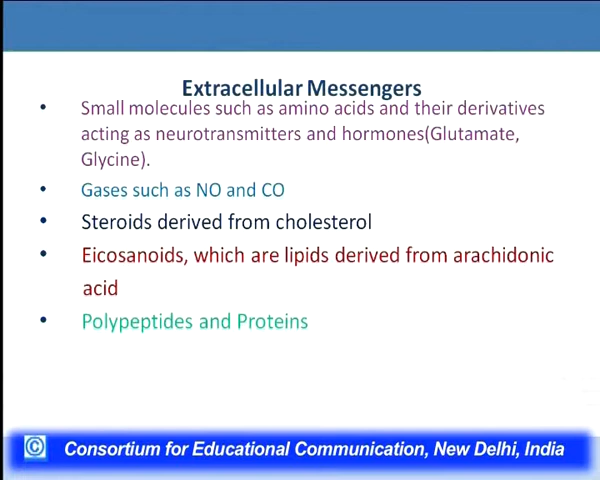 Extracellular Messengers
• Small molecules such as amino acids and their derivatives
acting as neurotransmitters and hormones(Glutamate,
Glycine).
• Gases such as NO and CO
• Steroids derived from cholesterol
• Eicosanoids, which are lipids derived from arachidonic
acid
• Polypeptides and Proteins
© Consortium for Educational Communication, New Delhi, India